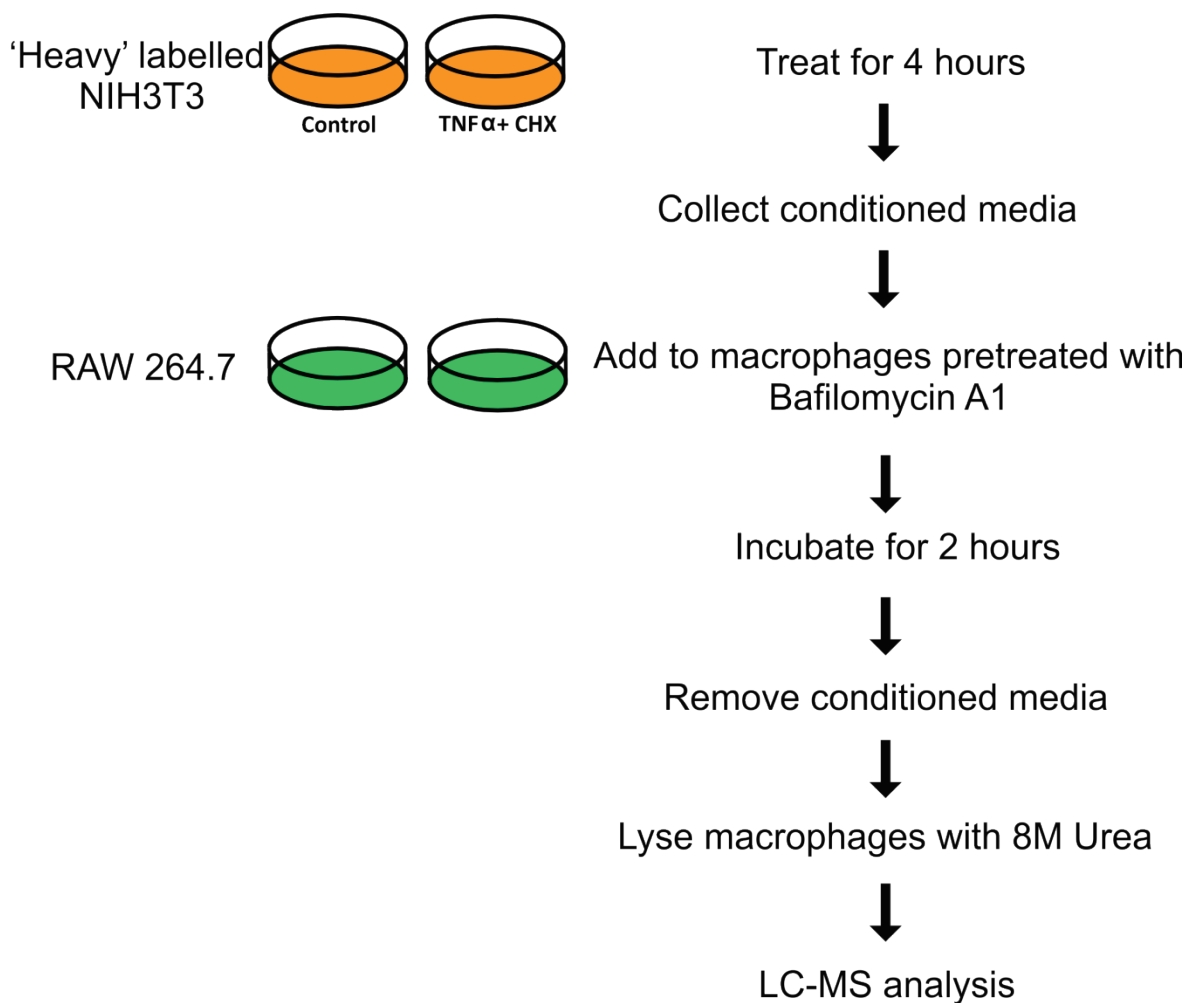 'Heavy' labelled
NIH3T3
Control
TNFα+ CHX
Treat for 4 hours
Collect conditioned media
RAW 264.7
Add to macrophages pretreated with
Bafilomycin A1
Incubate for 2 hours
Remove conditioned media
Lyse macrophages with 8M Urea
LC-MS analysis